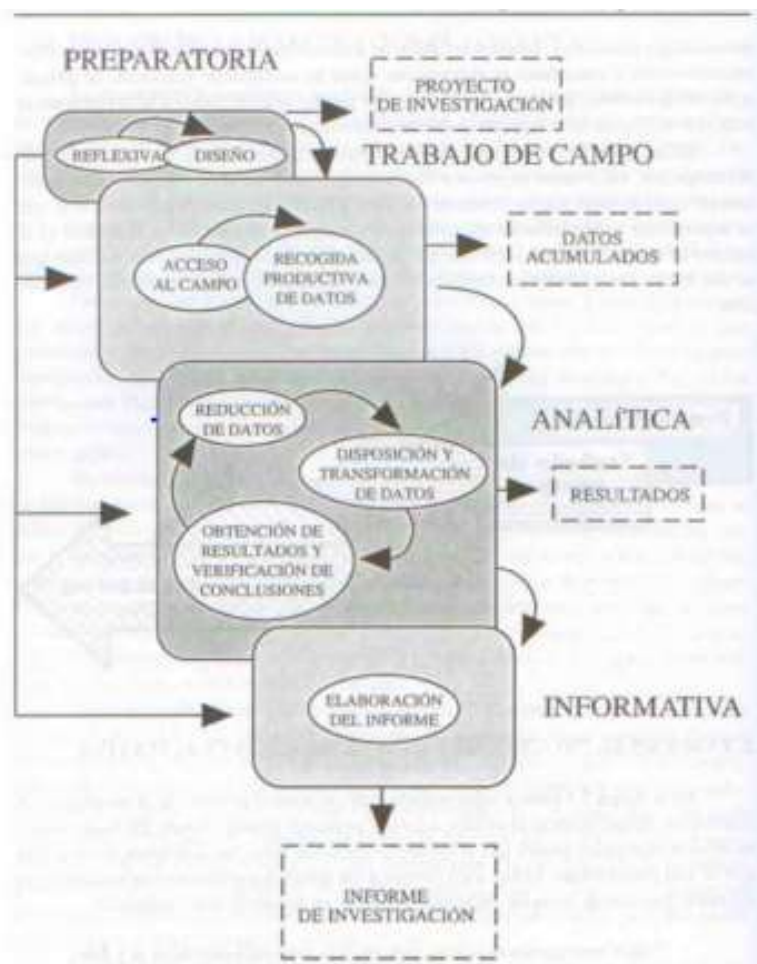 PREPARATORIA
PROYECTO
DE INVESTIGACIÓN
REFLEXIVA
DISEÑO
TRABAJO DE CAMPO
ACCESO
AL CAMPO
RECOGIDA
PRODUCTIVA
DE DATOS
DATOS
ACUMULADOS
REDUCCIÓN
DE DATOS
ANALÍTICA
DISPOSICIÓN Y
TRANSFORMACIÓN
DE DATOS
RESULTADOS
OBTENCIÓN DE
RESULTADOS Y
VERIFICACIÓN DE
CONCLUSIONES
ELABORACIÓN
DEL INFORME
INFORMATIVA
INFORME
DE INVESTIGACIÓN